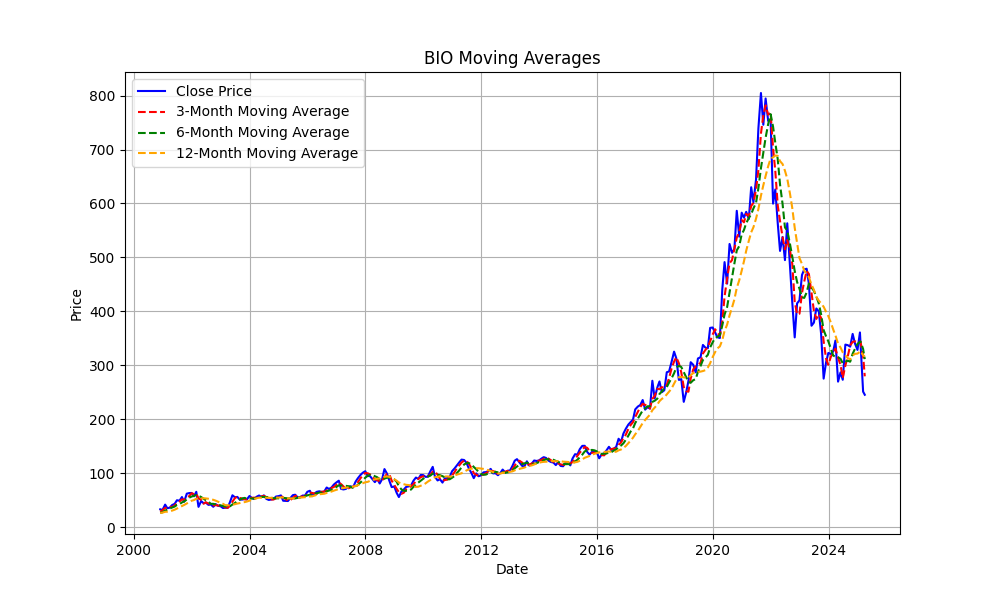 BIO Moving Averages
Close Price
3-Month Moving Average
6-Month Moving Average
12-Month Moving Average
800
700
600
500
400
300
200
100
0
Price
2000 2004 2008 2012 2016 2020 2024
Date